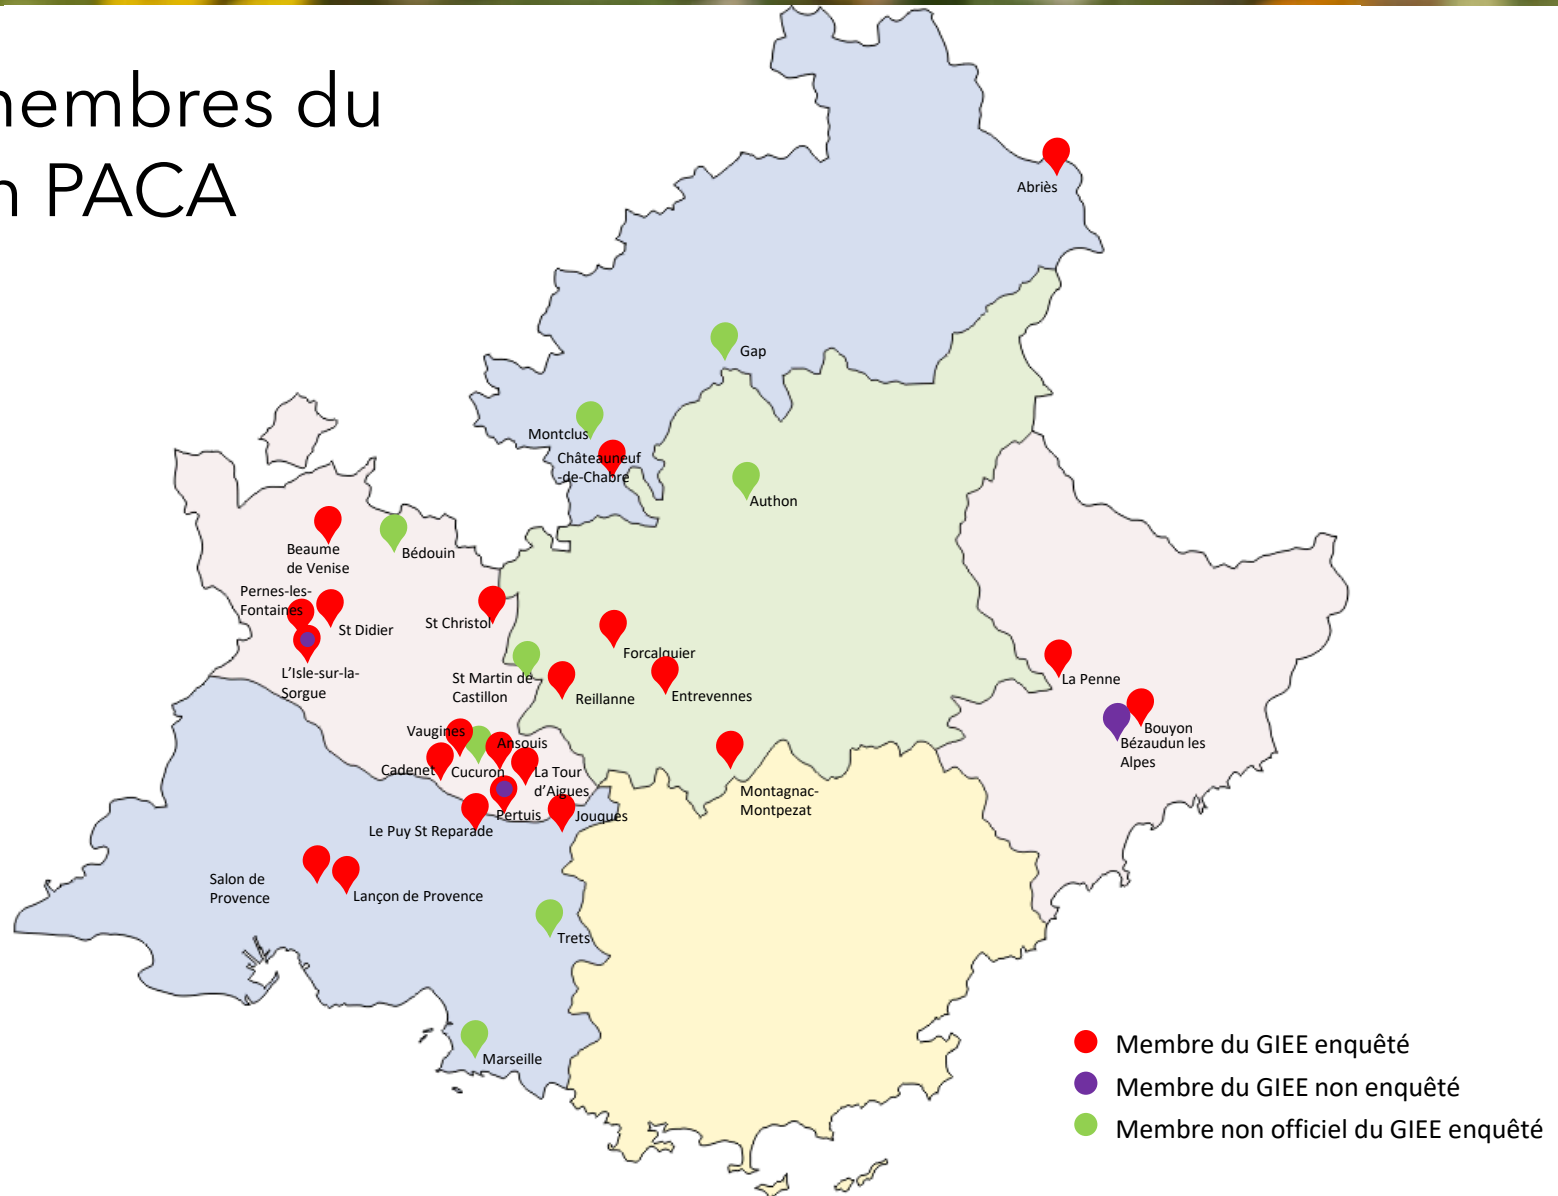 membres du
n PACA
Abriès
Gap
Montclus
Châteauneuf
-de-Chabre
Authon
Beaume
de Venise
Bédouin
Pernes-les-
Fontaines
St Didier
St Christol
L'Isle-sur-la-
Sorgue
Forcalquier
St Martin de
Castillon
Reillanne
Entrevennes
La Penne
Bouyon
Bézaudun les
Alpes
Vaugines
Ansouis
Cadenet
Cucuron
La Tour
d'Aigues
Pertuis
Jouques
Le Puy St Reparade
Montagnac-
Montpezat
Salon de
Provence
Lançon de Provence
Trets
Marseille
Membre du GIEE enquêté
Membre du GIEE non enquêté
Membre non officiel du GIEE enquêté